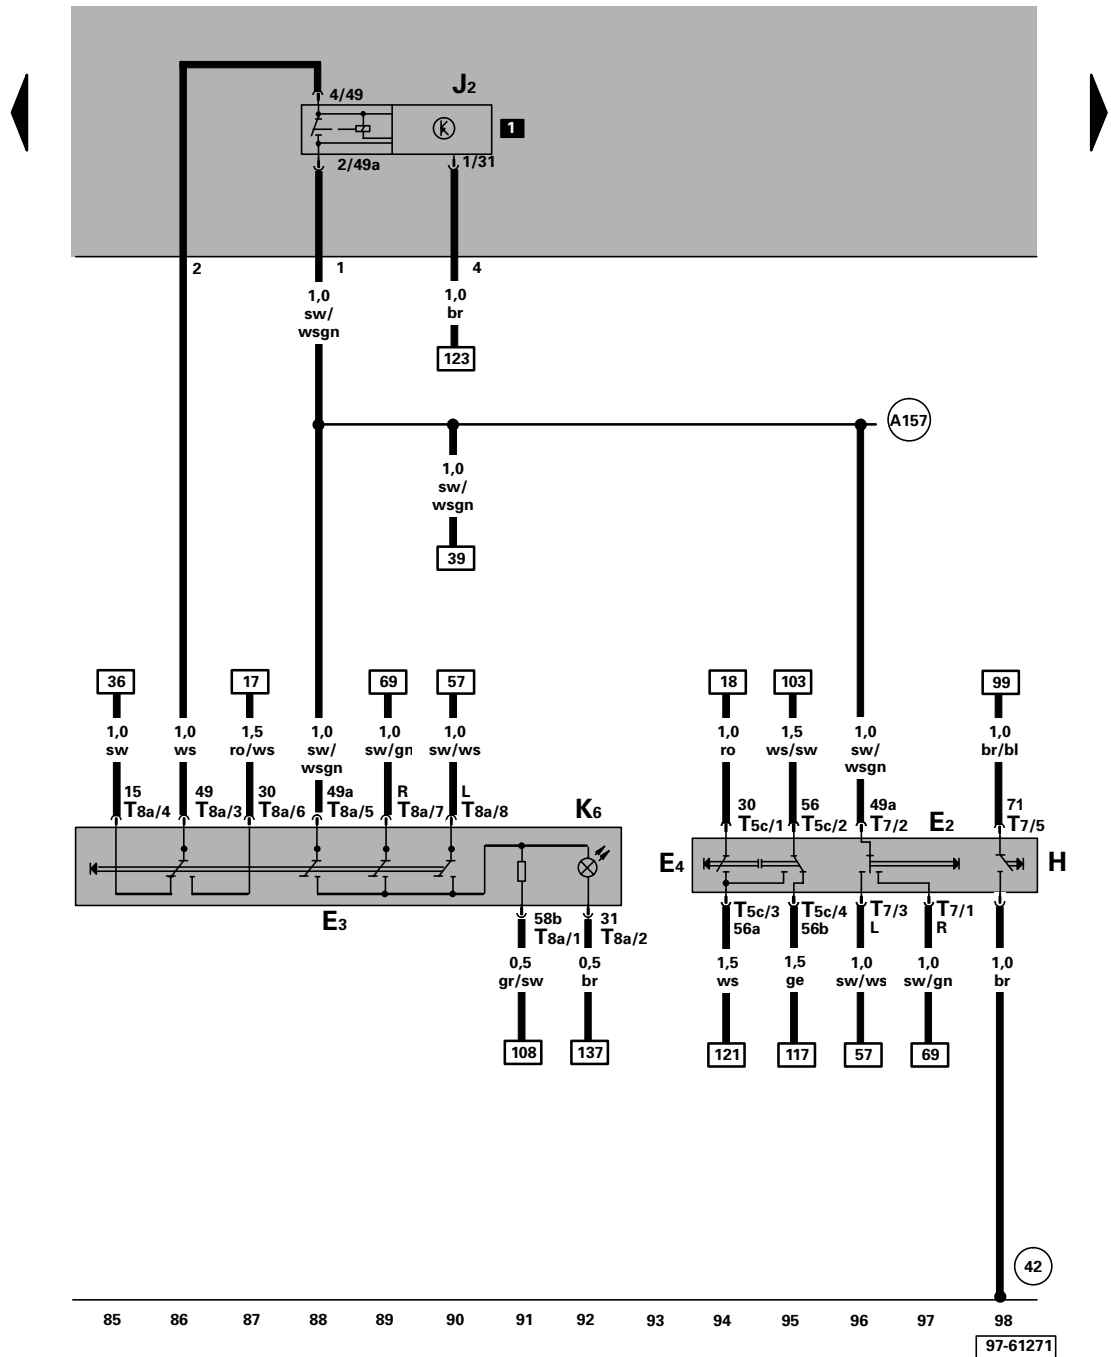 J2
4/49
1
2/49a
1/31
2
1
4
1,0
sw/
wsgn
1,0
br
123
A157
1,0
sw/
wsgn
39
36
17
69
57
18
103
99
1,0
sw
1,0
ws
1,5
ro/ws
1,0
sw/
wsgn
1,0
sw/gn
1,0
sw/ws
1,0
ro
1,5
ws/sw
1,0
sw/
wsgn
1,0
br/bl
15
T8a/4
49
T8a/3
30
T8a/6
49a
T8a/5
R
T8a/7
L
T8a/8
K6
30
T5c/1
56
T5c/2
49a
T7/2
E2
71
T7/5
E4
H
E3
58b
T8a/1
31
T8a/2
T5c/3
56a
T5c/4
56b
T7/3
L
T7/1
R
0,5
gr/sw
0,5
br
1,5
ws
1,5
ge
1,0
sw/ws
1,0
sw/gn
1,0
br
108
137
121
117
57
69
42
85 86 87 88 89 90 91 92 93 94 95 96 97 98
97-61271